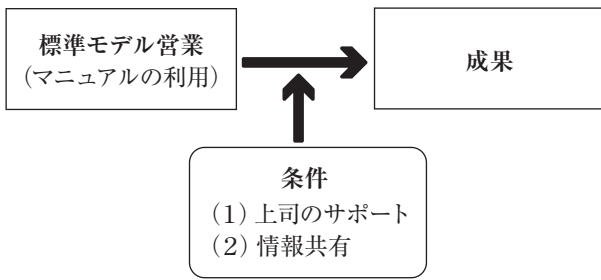 標準モデル営業
（マニュアルの利用）
成果
条件
（1）上司のサポート
（2）情報共有